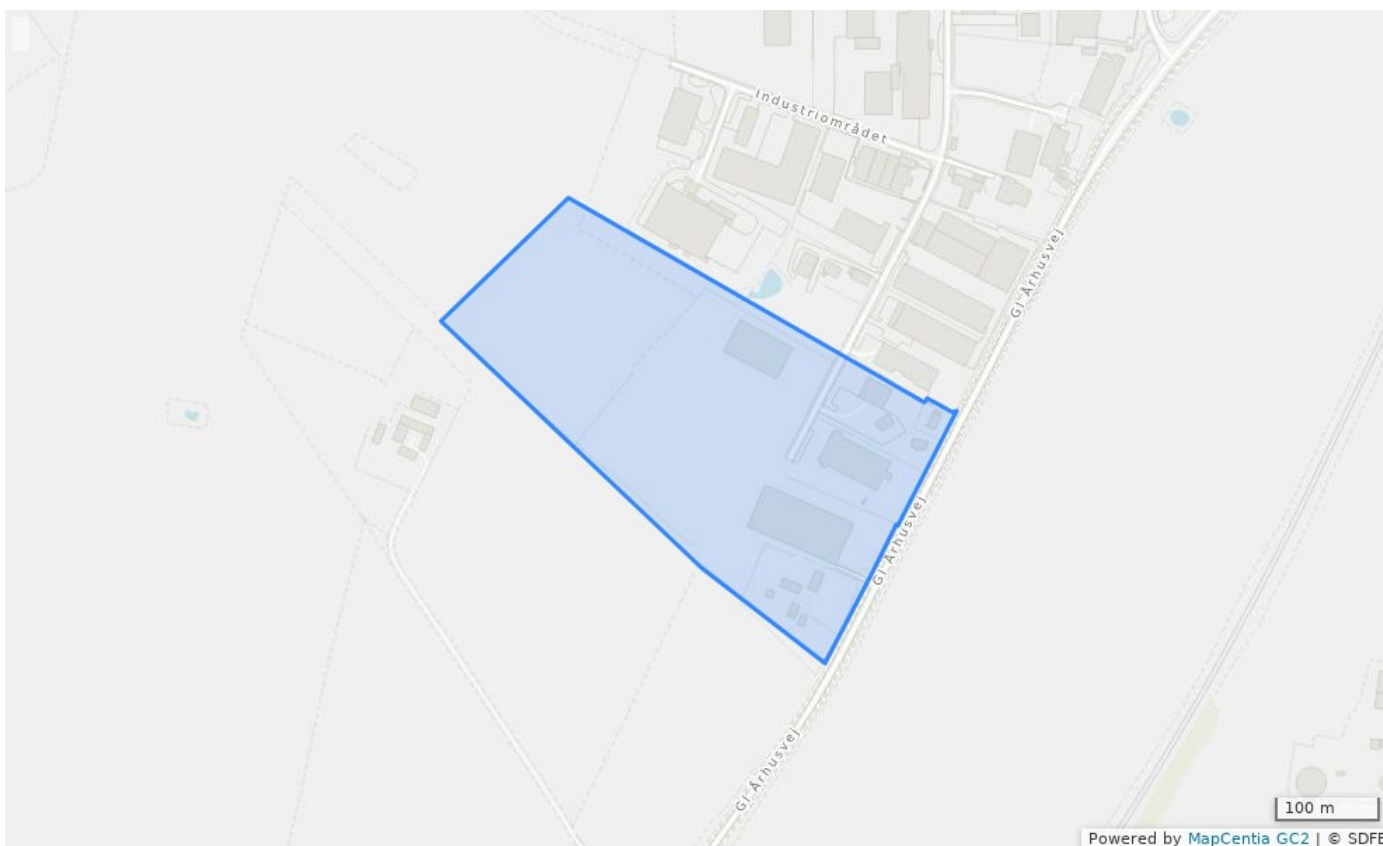 Industriområdet
Gl Århusvej
Gl Århusvej
Gl Århusvej
100 m
Powered by MapCentia GC2 | © SDFE